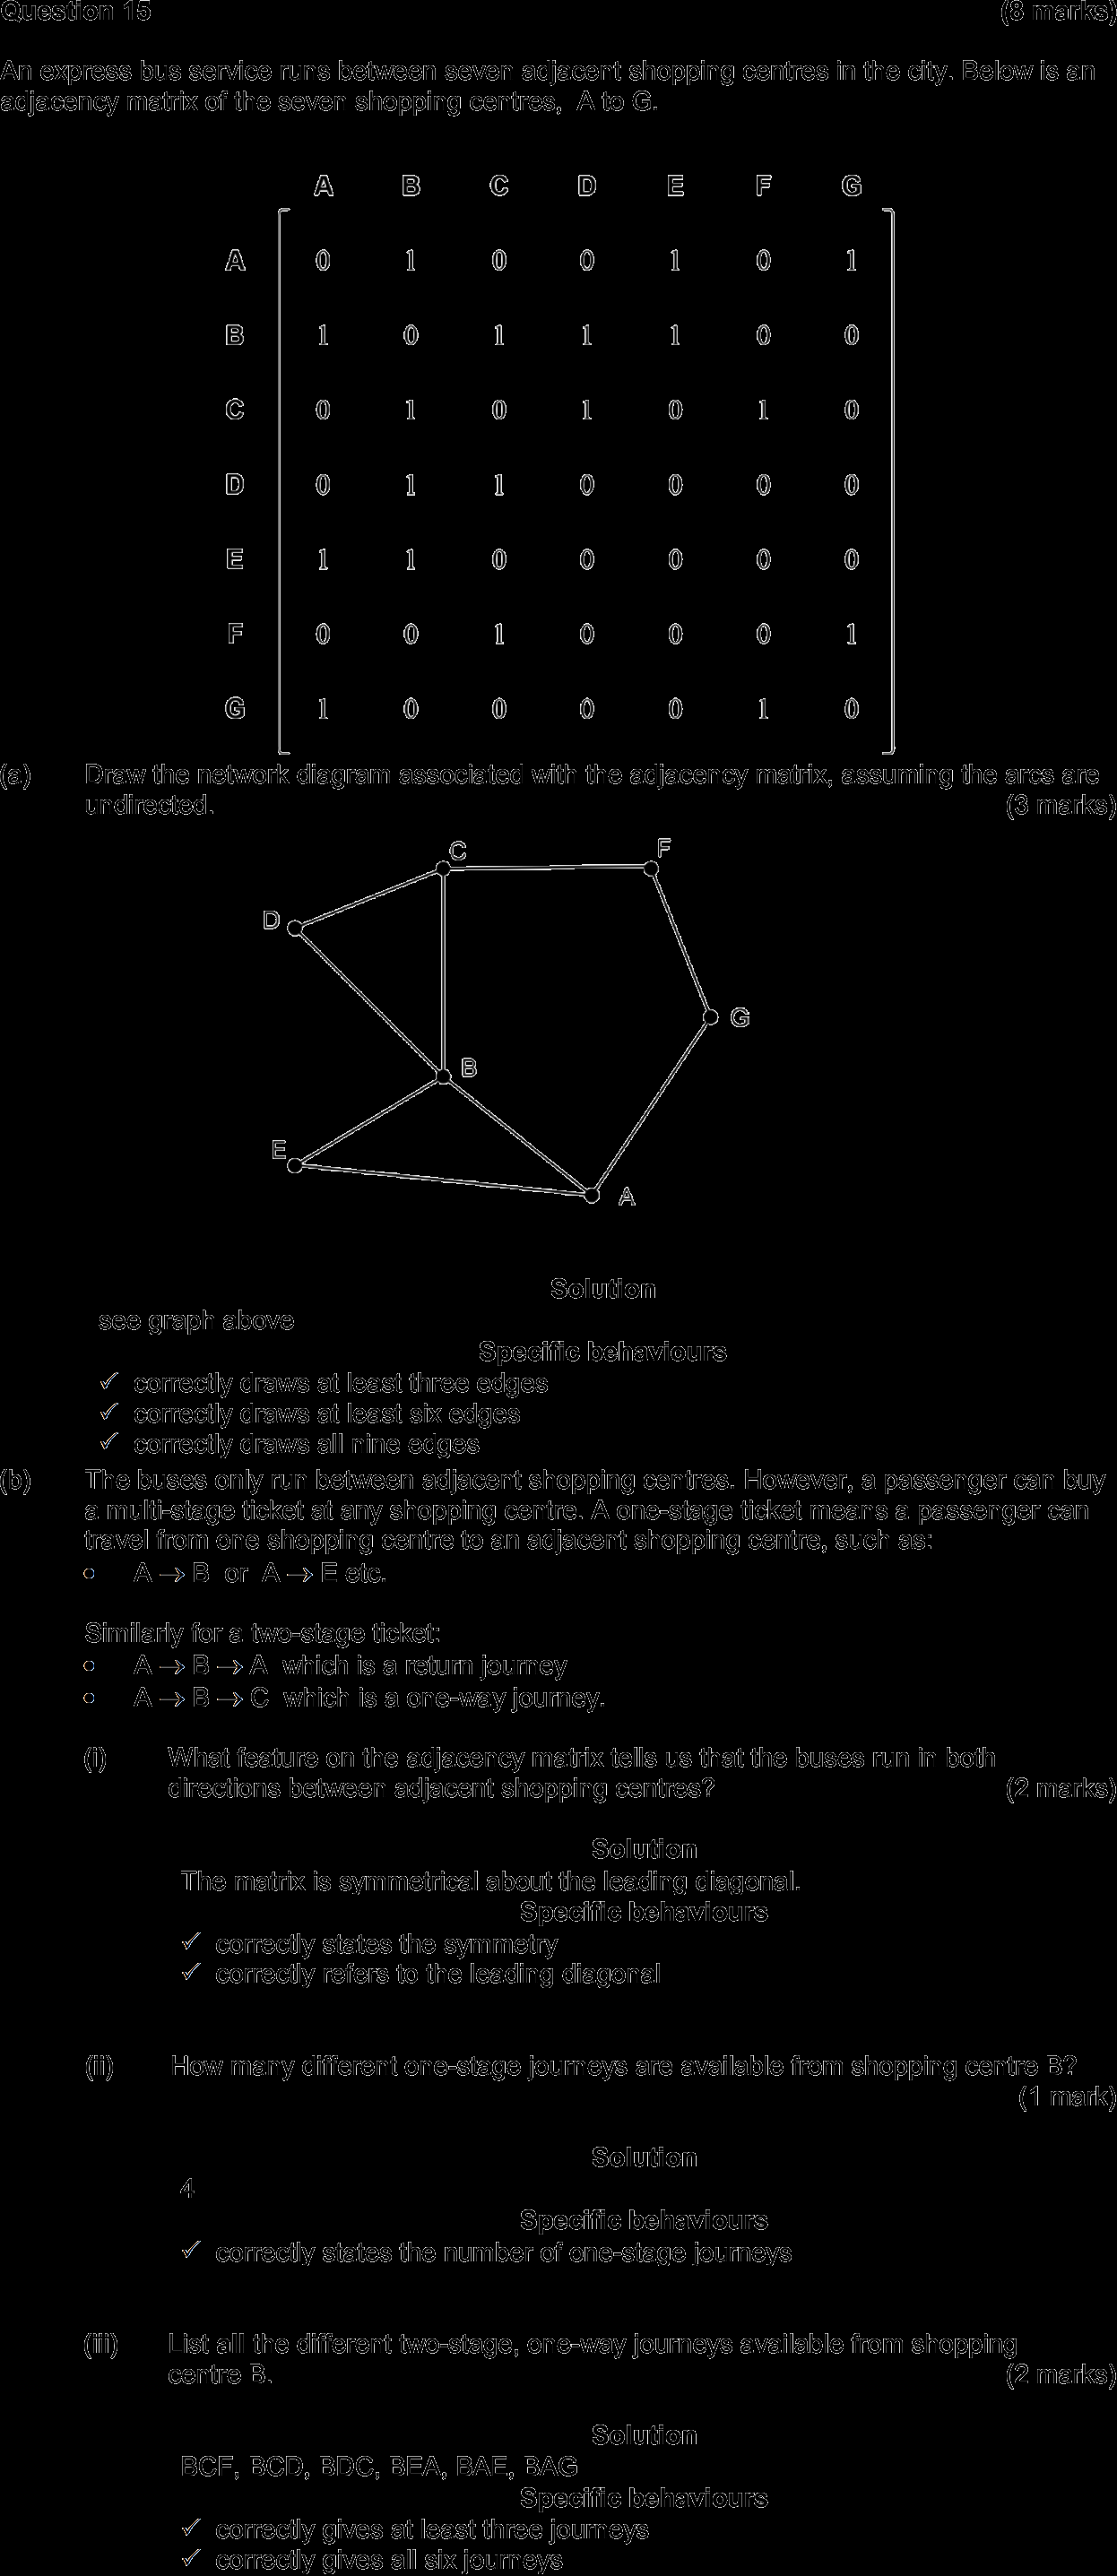 Question 15 (8 marks)
An express bus service runs between seven adjacent shopping centres in the city. Below is an
adjacency matrix of the seven shopping centres, A to G.
A B C D E F G
A 0 1 0 0 1 0 1
B 1 0 1 1 1 0 0
C 0 1 0 1 0 1 0
D 0 1 1 0 0 0 0
E 1 1 0 0 0 0 0
F 0 0 1 0 0 0 1
G 1 0 0 0 0 1 0
(a) Draw the network diagram associated with the adjacency matrix, assuming the arcs are
undirected. (3 marks)
C
F
D
G
B
E
A
Solution
see graph above
Specific behaviours
✓ correctly draws at least three edges
✓ correctly draws at least six edges
✓ correctly draws all nine edges
(b) The buses only run between adjacent shopping centres. However, a passenger can buy
a multi-stage ticket at any shopping centre. A one-stage ticket means a passenger can
travel from one shopping centre to an adjacent shopping centre, such as:
• A → B or A → E etc.
Similarly for a two-stage ticket:
• A → B → A which is a return journey
• A → B → C which is a one-way journey.
(i) What feature on the adjacency matrix tells us that the buses run in both
directions between adjacent shopping centres? (2 marks)
Solution
The matrix is symmetrical about the leading diagonal.
Specific behaviours
✓ correctly states the symmetry
✓ correctly refers to the leading diagonal
(ii) How many different one-stage journeys are available from shopping centre B?
(1 mark)
Solution
4
Specific behaviours
✓ correctly states the number of one-stage journeys
(iii) List all the different two-stage, one-way journeys available from shopping
centre B. (2 marks)
Solution
BCF, BCD, BDC, BEA, BAE, BAG
Specific behaviours
✓ correctly gives at least three journeys
✓ correctly gives all six journeys